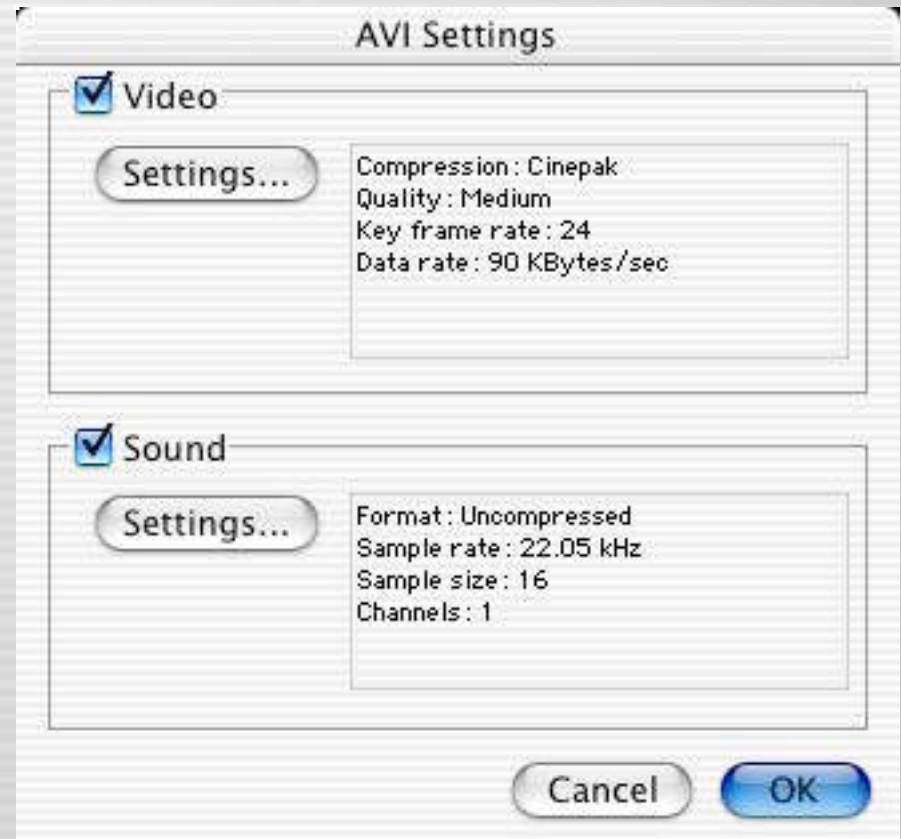 AVI Settings
Video
Settings...
Compression: Cinepak
Quality: Medium
Key frame rate: 24
Data rate: 90 KBytes/sec
Sound
Settings...
Format: Uncompressed
Sample rate: 22.05 kHz
Sample size: 16
Channels: 1
Cancel
OK